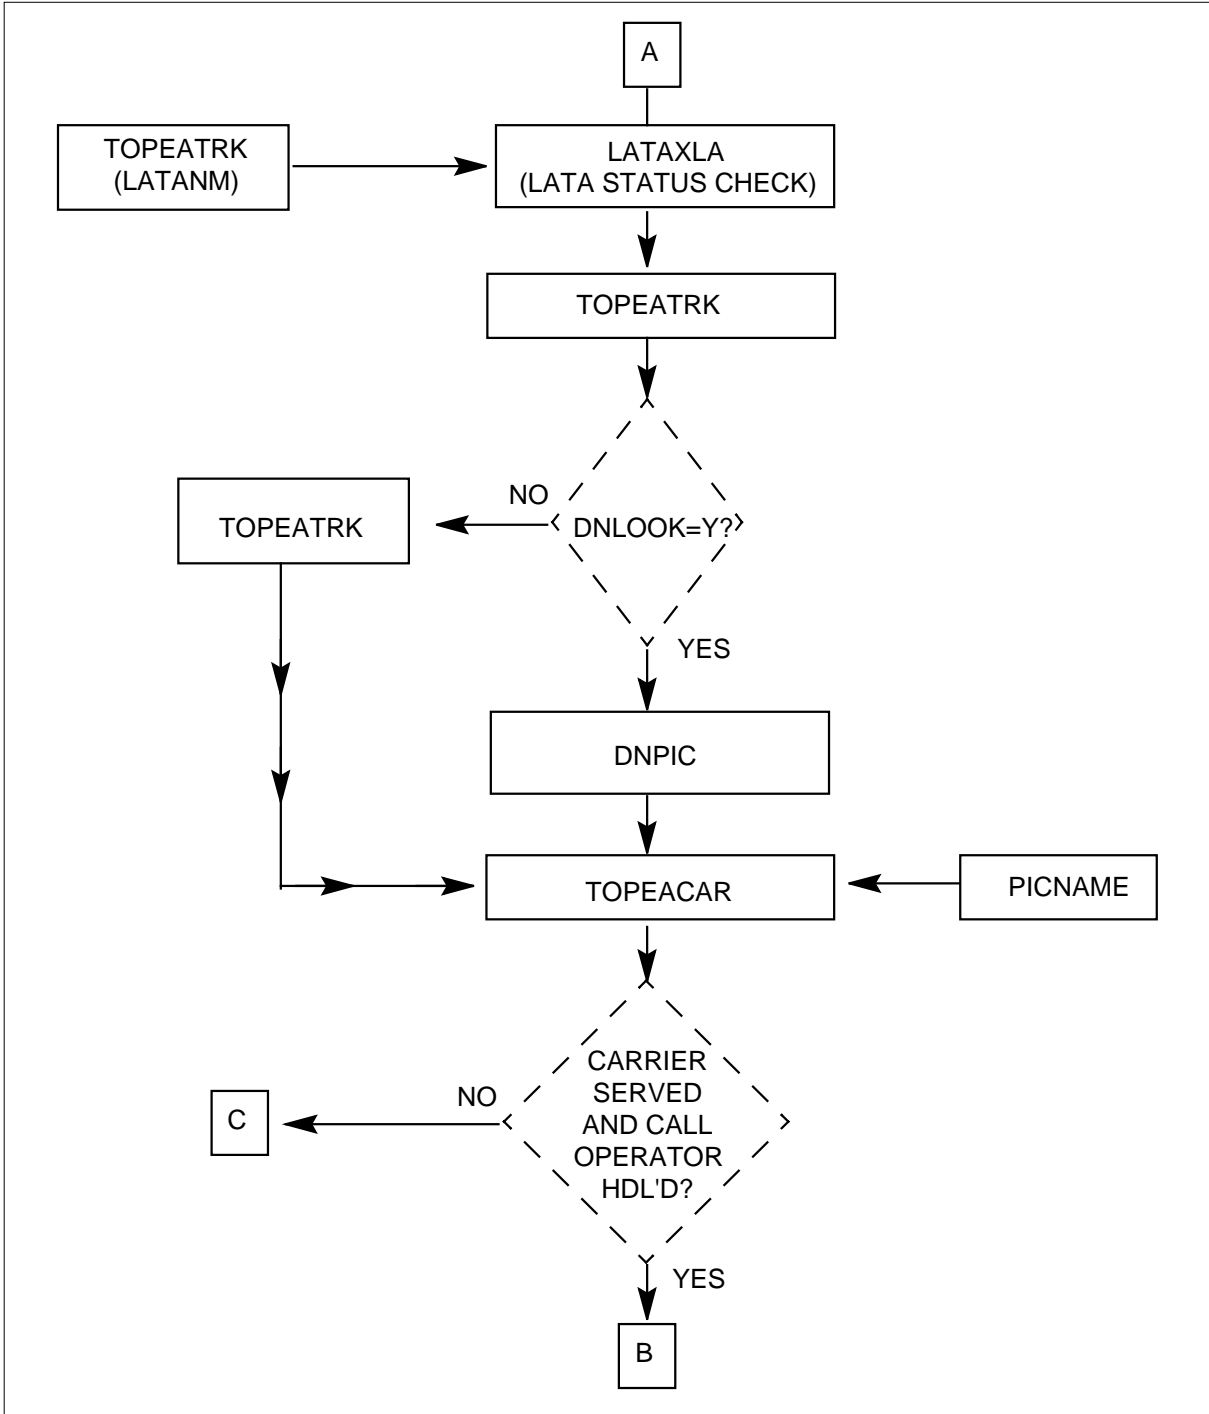 A
TOPEATRK
(LATANM)
LATAXLA
(LATA STATUS CHECK)
TOPEATRK
NO
TOPEATRK
DNLOOK=Y?
YES
DNPIC
TOPEACAR
PICNAME
CARRIER
SERVED
AND CALL
OPERATOR
HDL'D?
NO
C
YES
B